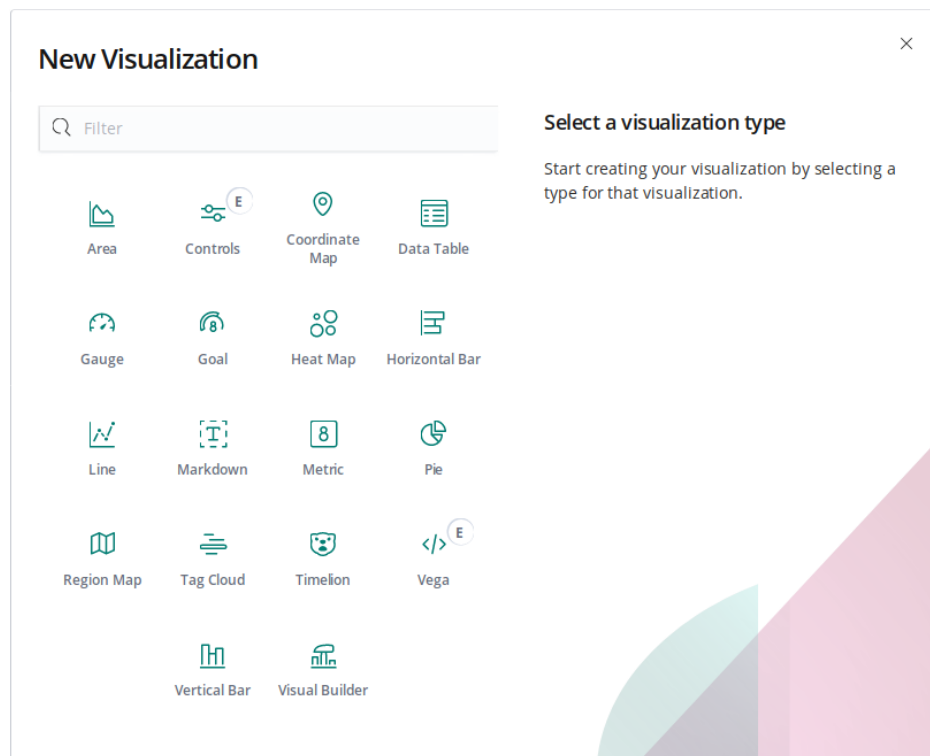 New Visualization
Filter
Select a visualization type
Start creating your visualization by selecting a
type for that visualization.
E
Area
Controls
Coordinate
Map
Data Table
8
Gauge
Goal
Heat Map
Horizontal Bar
T
8
Line
Markdown
Metric
Pie
E
Region Map
Tag Cloud
Timelion
Vega
Vertical Bar
Visual Builder